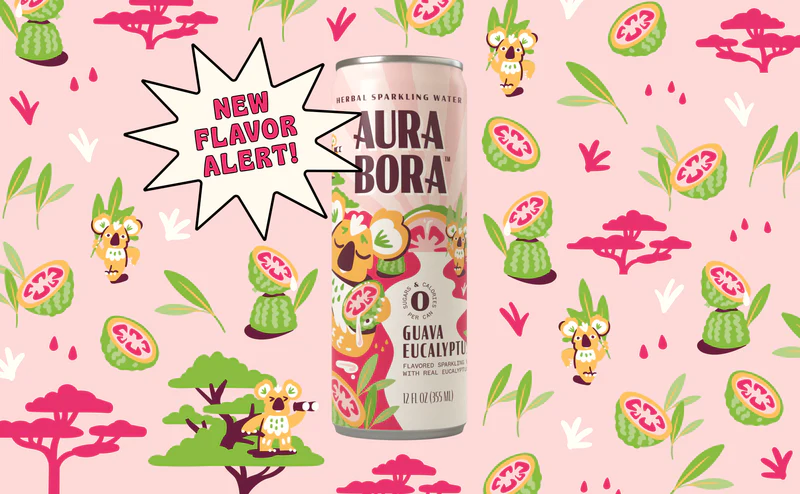 NEW
FLAVOR
ALERT!
HERBAL SPARKLING WATER
AURA
BORA™
SUGARS & CALORIES
0
PER CAN
GUAVA
EUCALYPTU
FLAVORED SPARKLING
WITH REAL EUCALYPT
12 FL OZ (355 ML)